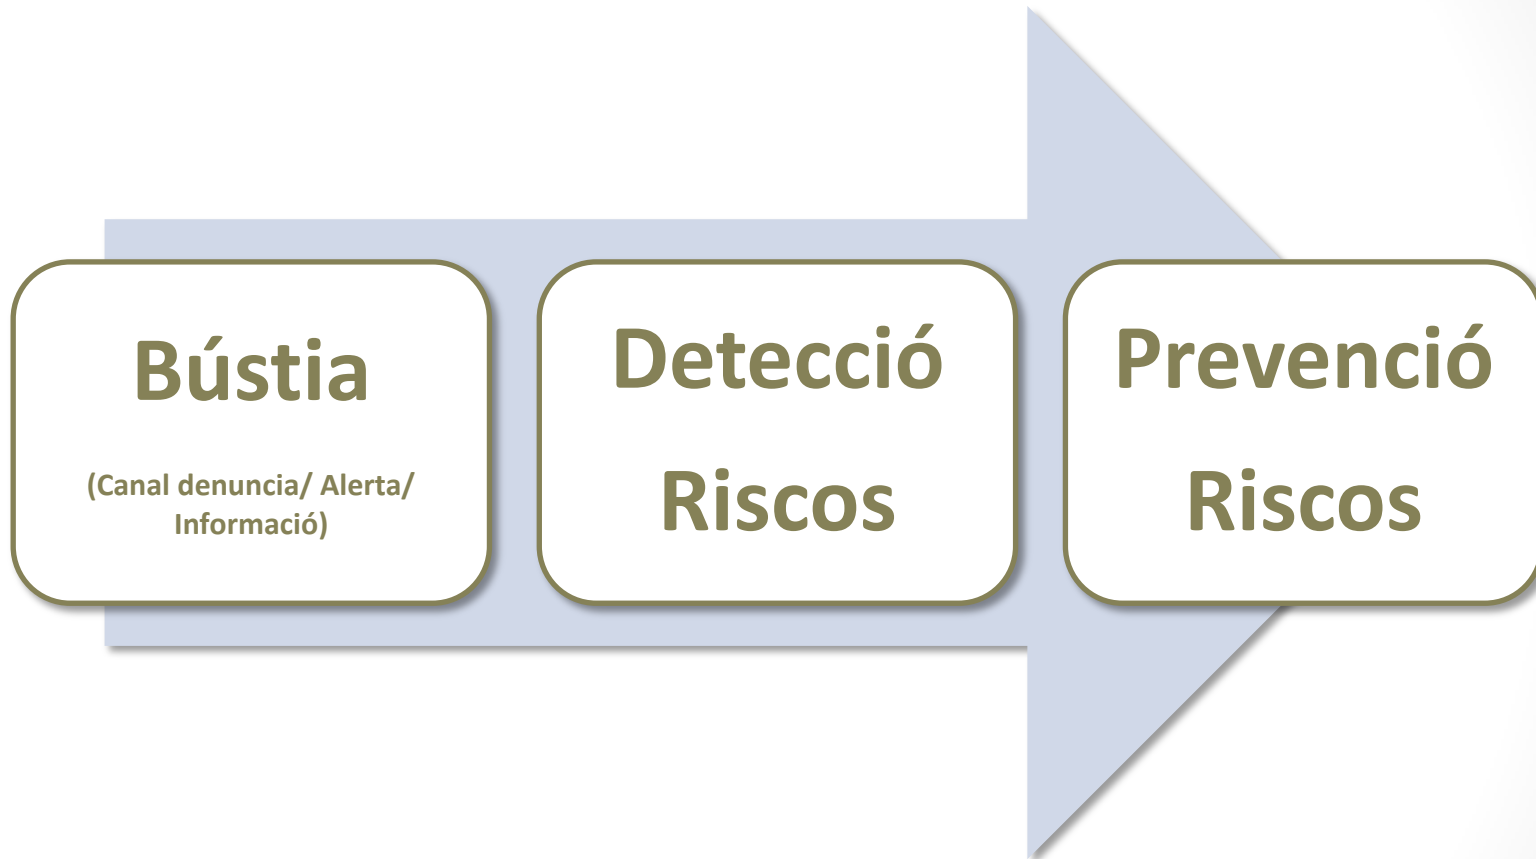 Bústia
(Canal denuncia/ Alerta/
Informació)
Detecció
Riscos
Prevenció
Riscos